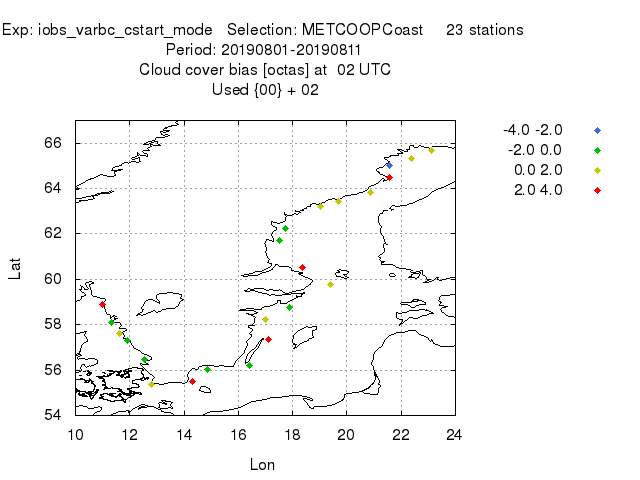 Exp: iobs_varbc_cstart_mode   Selection: METCOOPCoast     23 stations
Period: 20190801-20190811
Cloud cover bias [octas] at  02 UTC
Used {00} + 02
-4.0 -2.0
-2.0 0.0
0.0 2.0
2.0 4.0
66
64
62
60
58
56
54
Lat
10 12 14 16 18 20 22 24
Lon